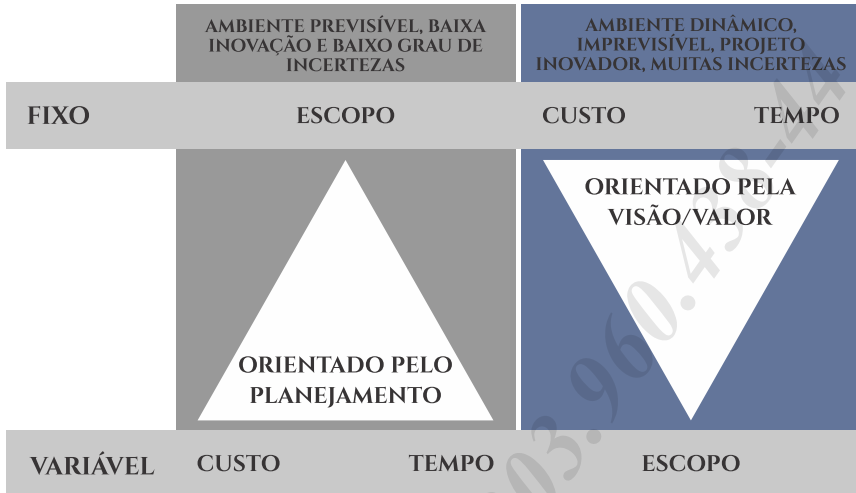 AMBIENTE PREVISÍVEL, BAIXA
INOVAÇÃO E BAIXO GRAU DE
INCERTEZAS
AMBIENTE DINÂMICO,
IMPREVISÍVEL, PROJETO
INOVADOR, MUITAS INCERTEZAS
FIXO
ESCOPO
CUSTO
TEMPO
ORIENTADO PELO
PLANEJAMENTO
ORIENTADO PELA
VISÃO/VALOR
VARIÁVEL
CUSTO
TEMPO
ESCOPO